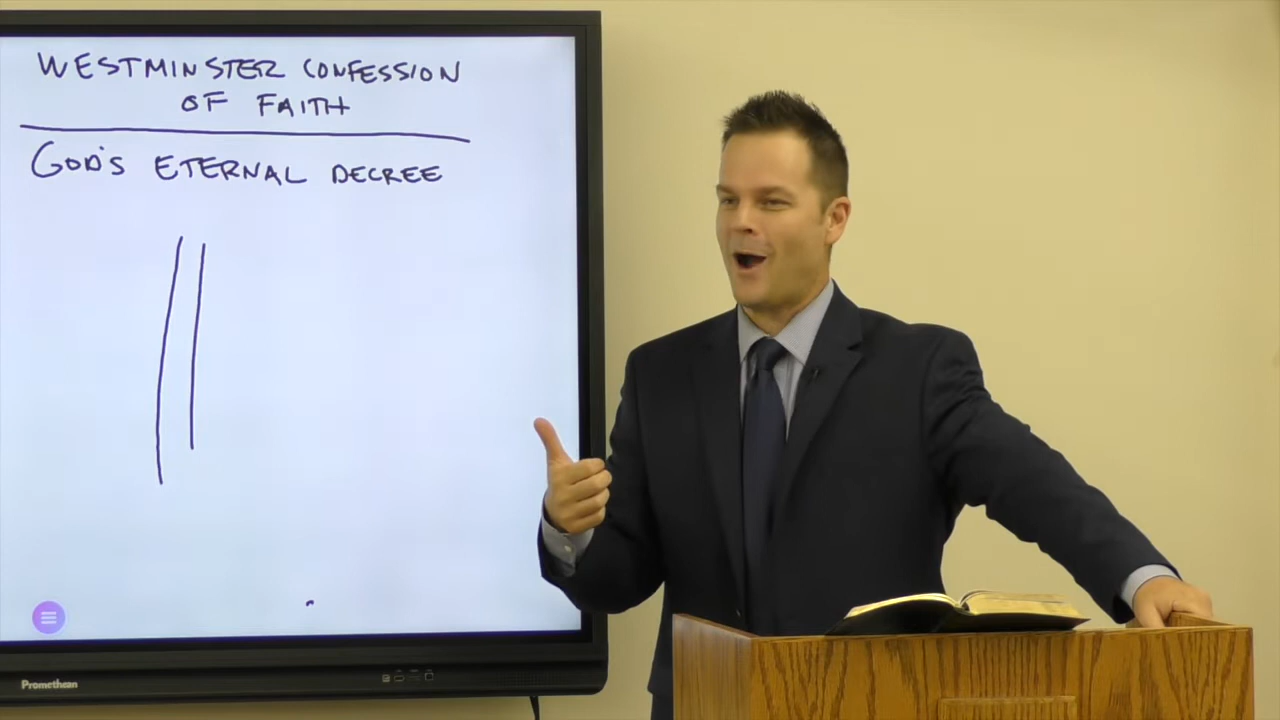 WESTMINSTER CONFESSION
OF FAITH
GOD'S ETERNAL DECREE
Promethean